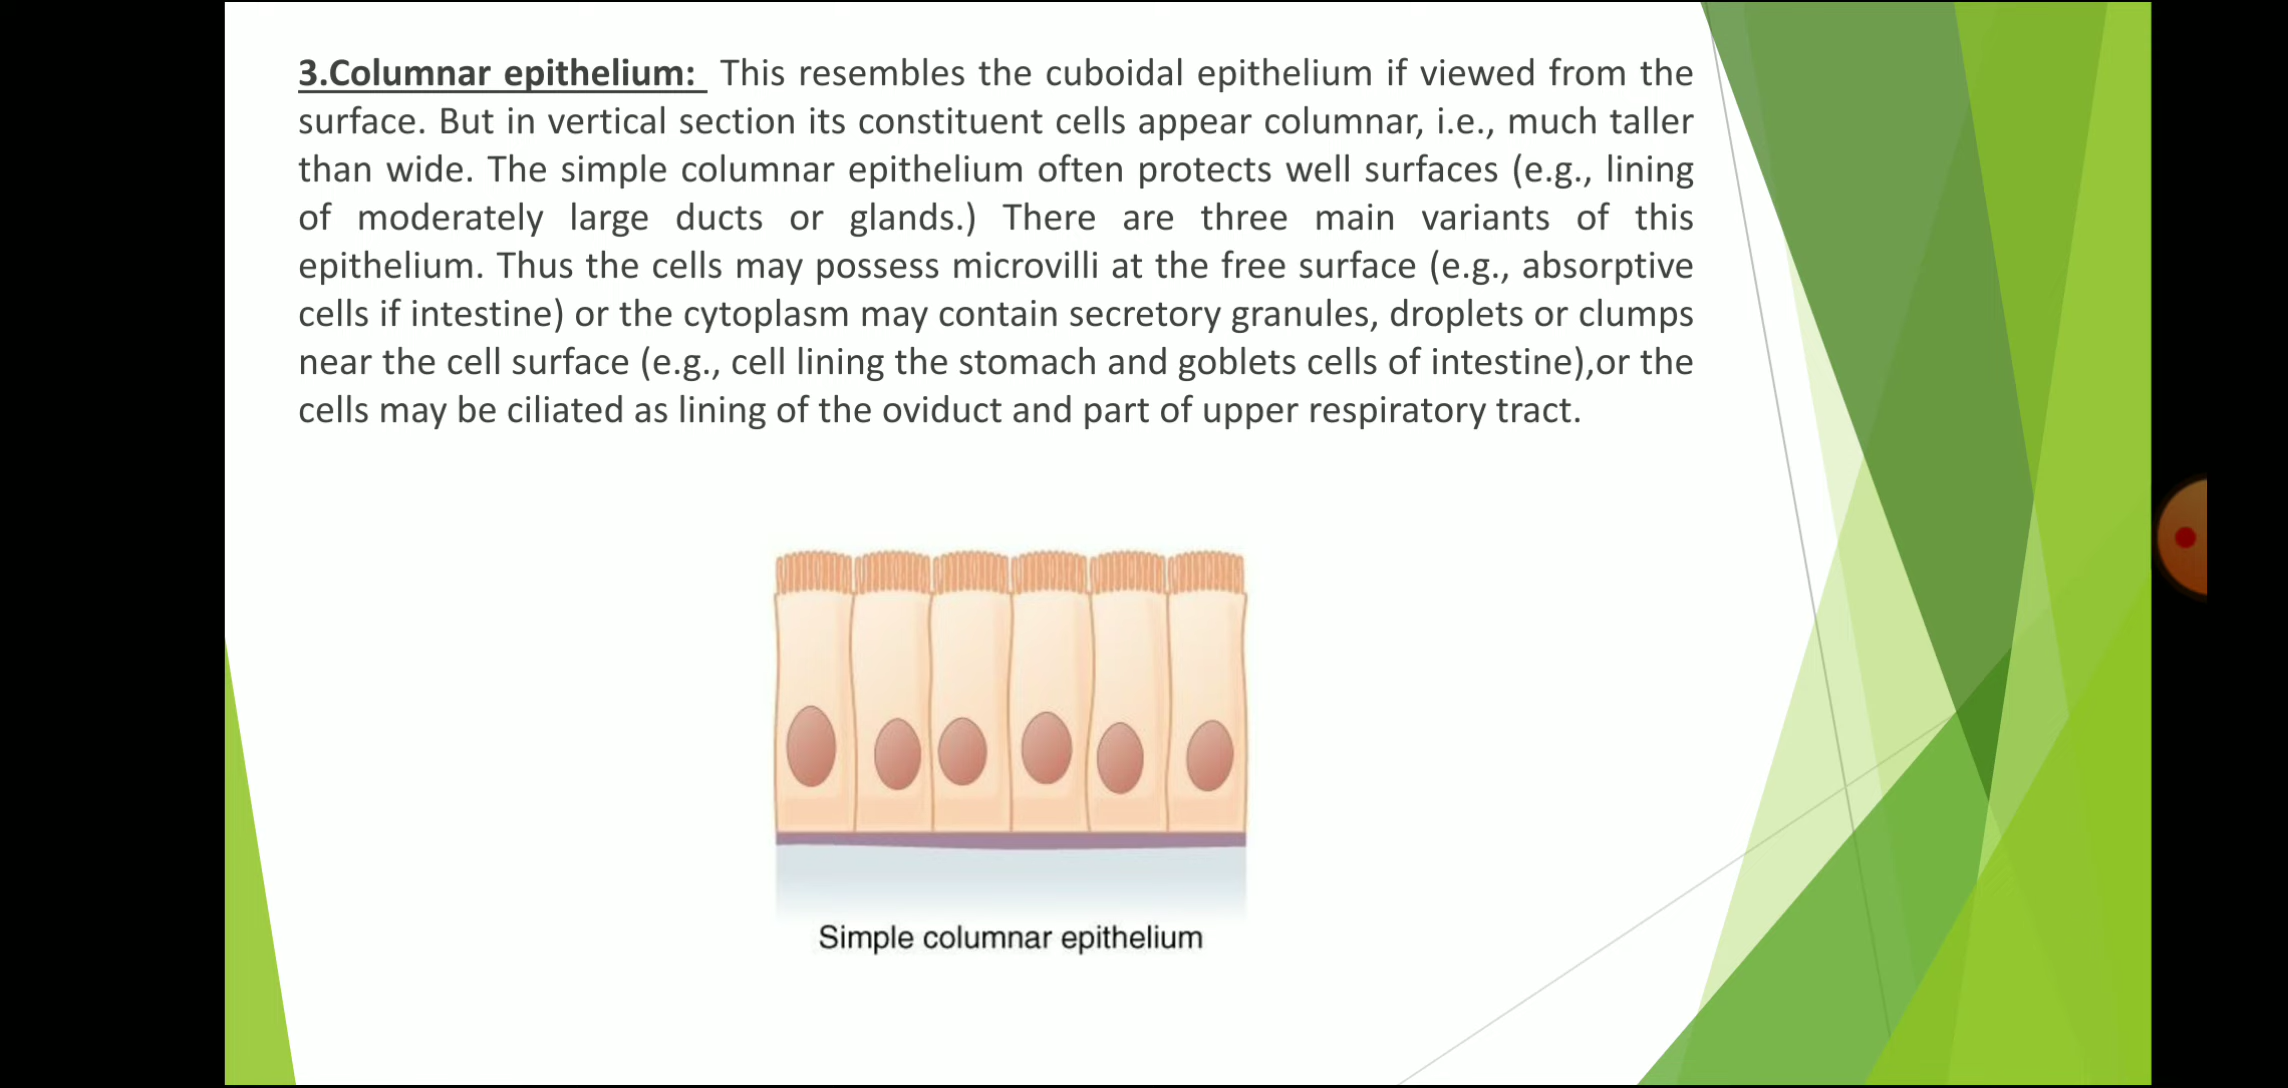 3.Columnar epithelium: This resembles the cuboidal epithelium if viewed from the
surface. But in vertical section its constituent cells appear columnar, i.e., much taller
than wide. The simple columnar epithelium often protects well surfaces (e.g., lining
of moderately large ducts or glands.) There are three main variants of this
epithelium. Thus the cells may possess microvilli at the free surface (e.g., absorptive
cells if intestine) or the cytoplasm may contain secretory granules, droplets or clumps
near the cell surface (e.g., cell lining the stomach and goblets cells of intestine),or the
cells may be ciliated as lining of the oviduct and part of upper respiratory tract.
Simple columnar epithelium